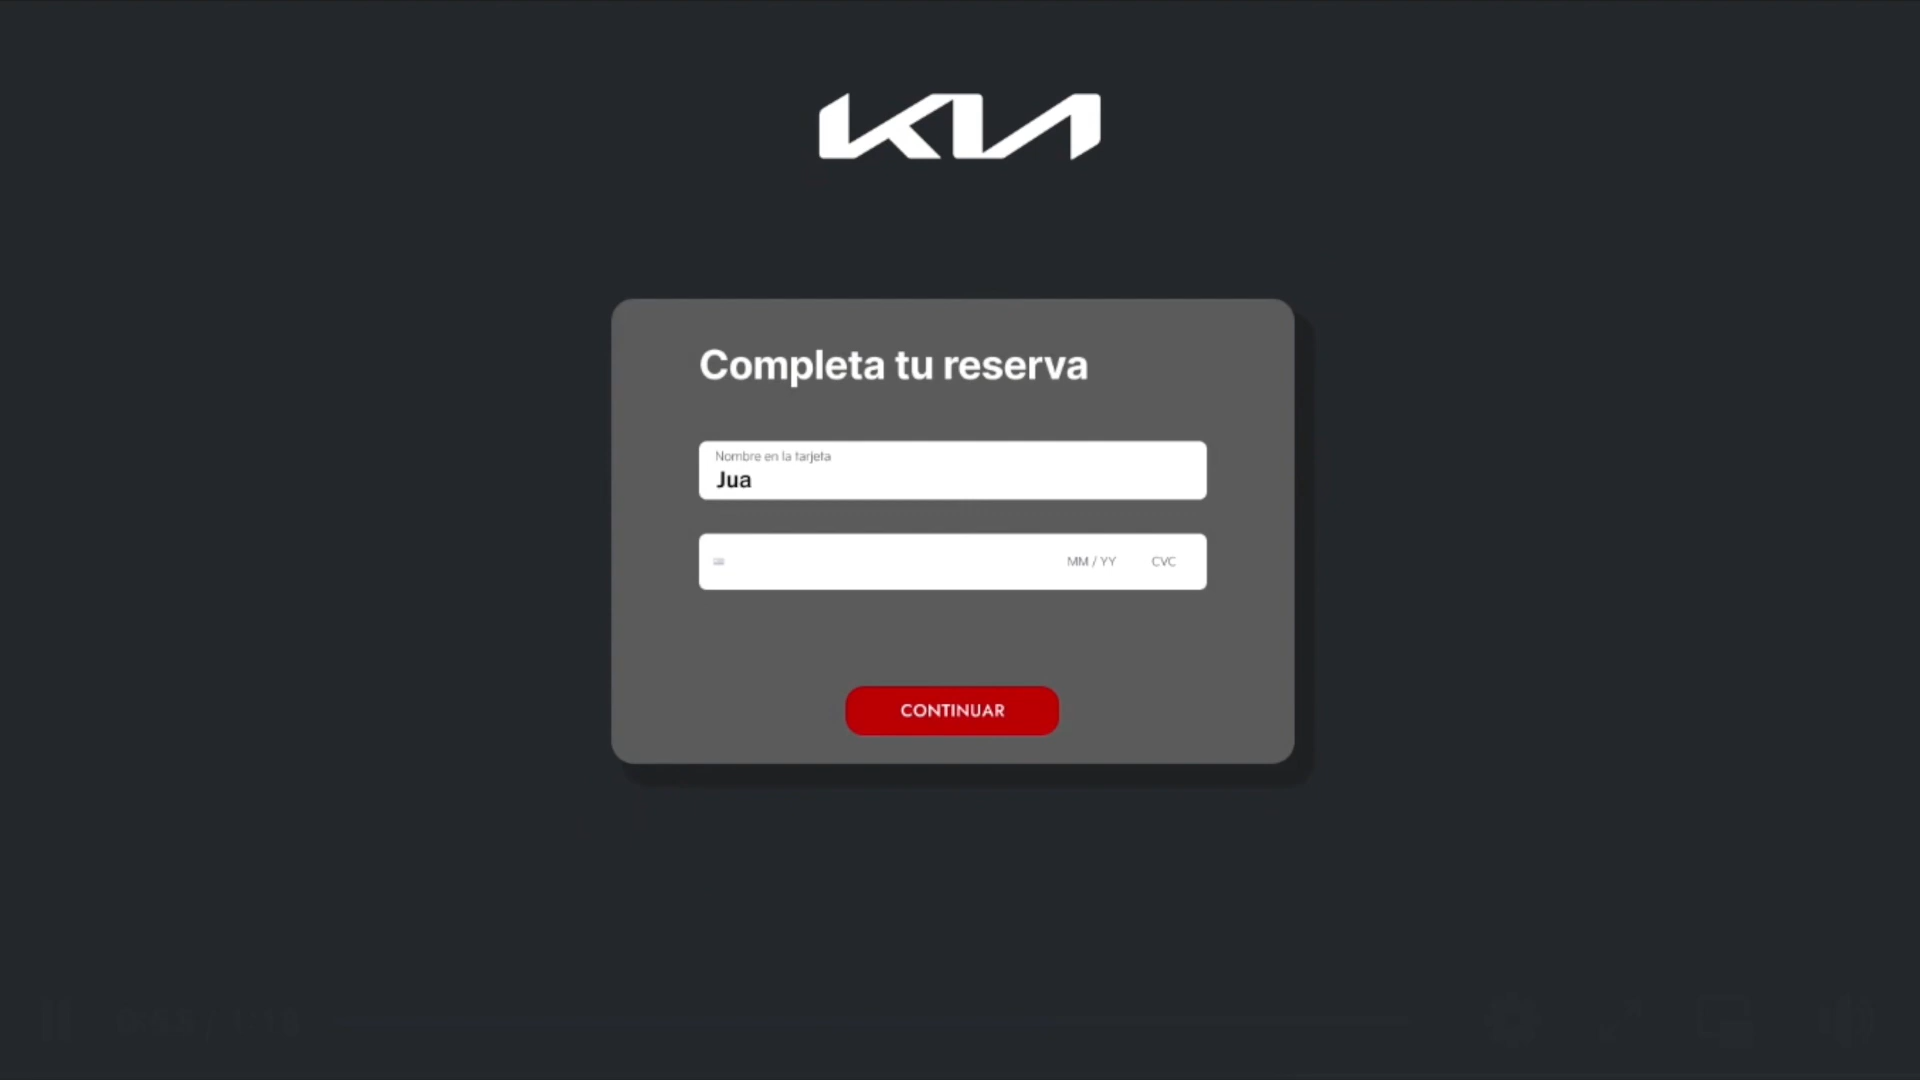 KIA
Completa tu reserva
Nombre en la tarjeta
Jua
MM / YY CVC
CONTINUAR